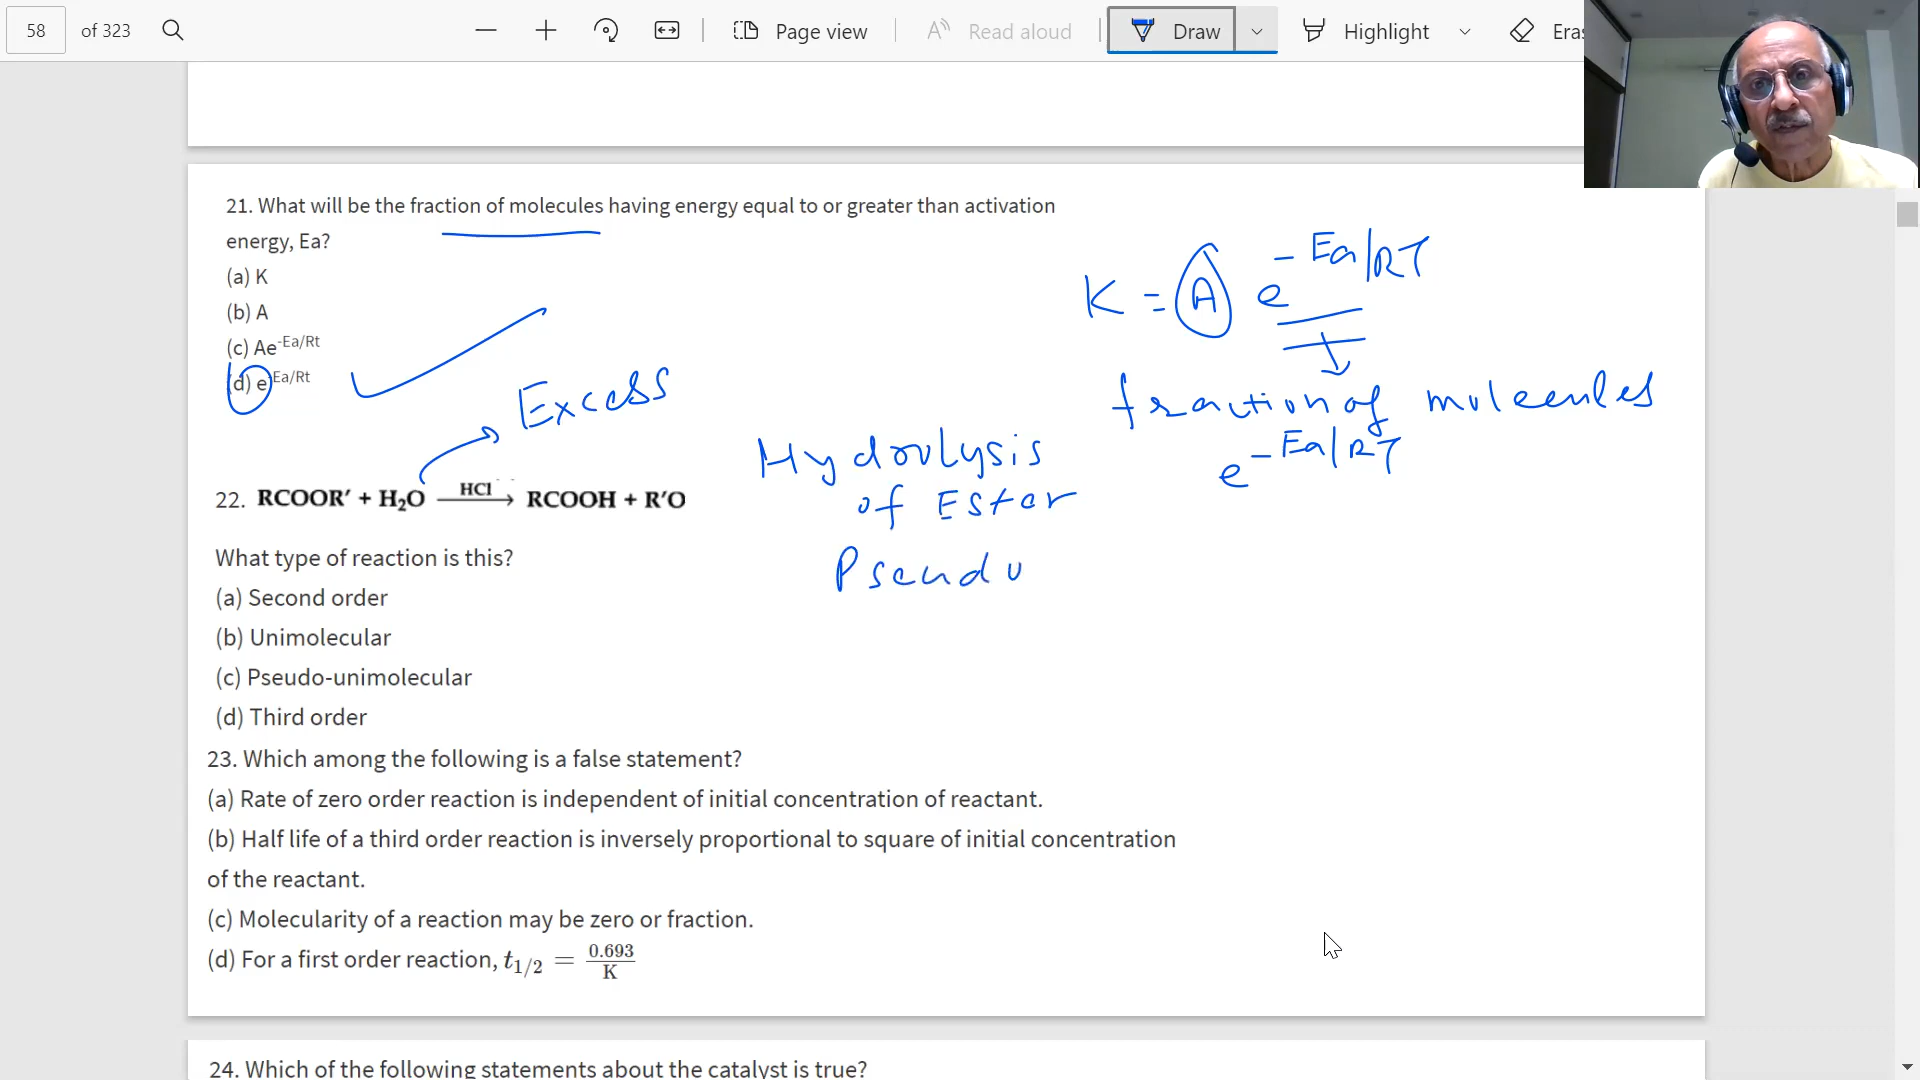 58 of 323 Page view Read aloud Draw Highlight Eras
21. What will be the fraction of molecules having energy equal to or greater than activation
energy, Ea?
(a) K
(b) A
(c) Ae-Ea/Rt
(d) e-Ea/Rt
K = A e-Ea/RT
fraction of molecules
e-Ea/RT
Excess
Hydrolysis
of Ester
Pseudo
22. RCOOR′ + H₂O HCl → RCOOH + R′O
What type of reaction is this?
(a) Second order
(b) Unimolecular
(c) Pseudo-unimolecular
(d) Third order
23. Which among the following is a false statement?
(a) Rate of zero order reaction is independent of initial concentration of reactant.
(b) Half life of a third order reaction is inversely proportional to square of initial concentration
of the reactant.
(c) Molecularity of a reaction may be zero or fraction.
(d) For a first order reaction, t1/2 = 0.693/K
24. Which of the following statements about the catalyst is true?